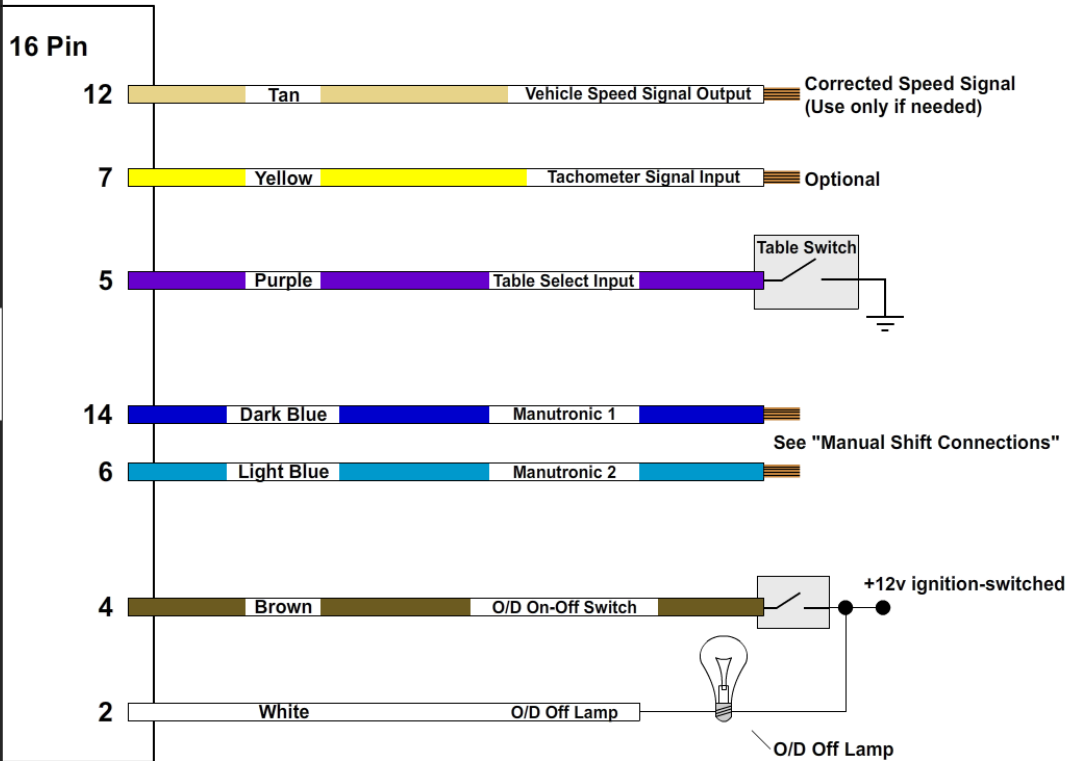 16 Pin
12 Tan Vehicle Speed Signal Output Corrected Speed Signal
(Use only if needed)
7 Yellow Tachometer Signal Input Optional
Table Switch
5 Purple Table Select Input
14 Dark Blue Manutronic 1
See "Manual Shift Connections"
6 Light Blue Manutronic 2
+12v ignition-switched
4 Brown O/D On-Off Switch
2 White O/D Off Lamp
O/D Off Lamp